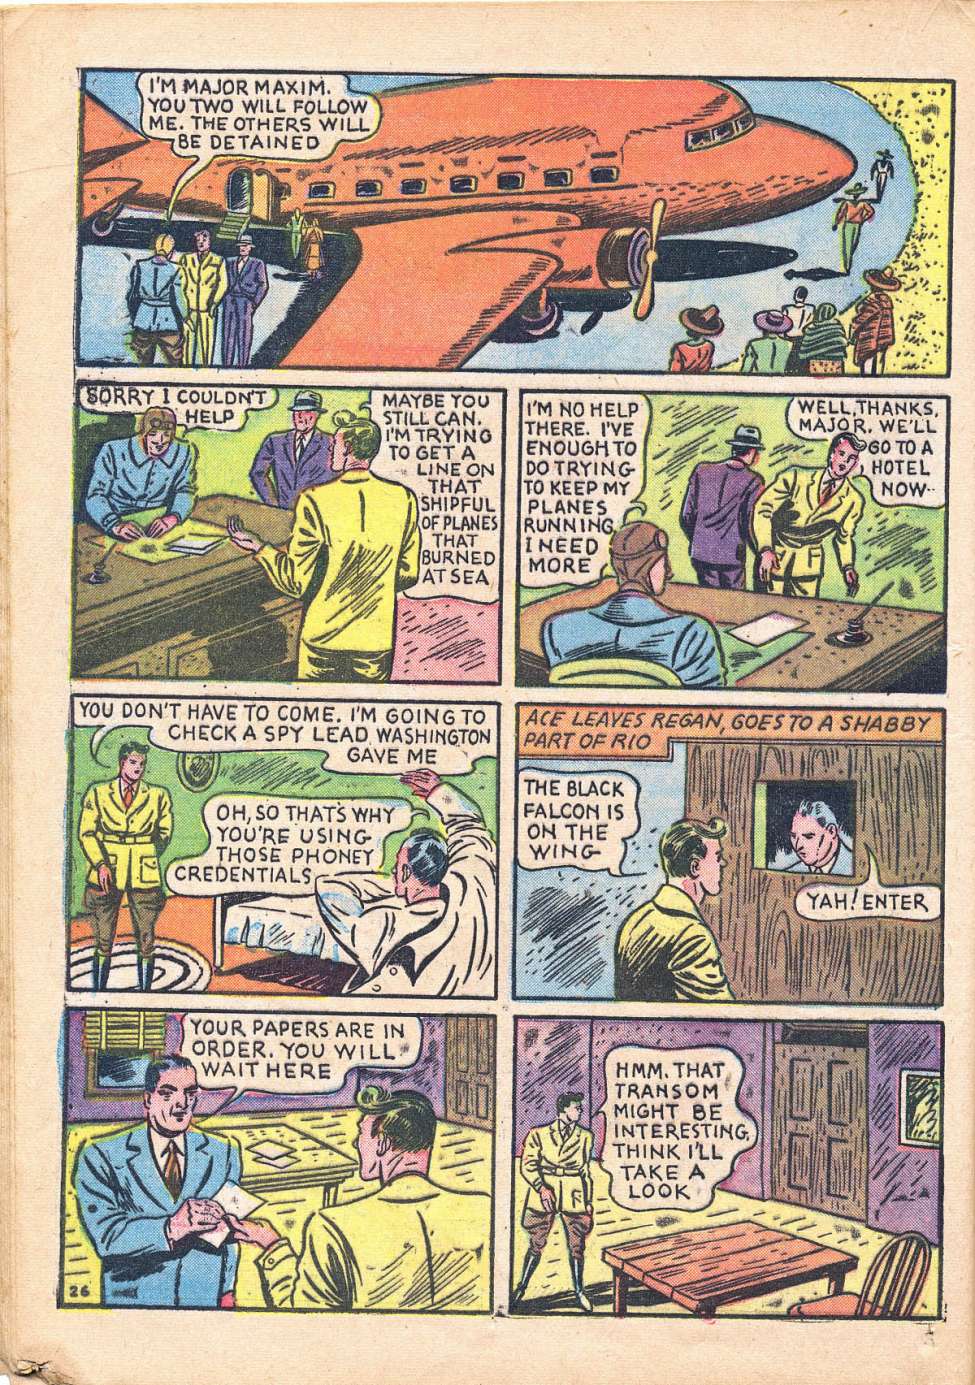 I'M MAJOR MAXIM.
YOU TWO WILL FOLLOW
ME. THE OTHERS WILL
BE DETAINED
SORRY I COULDN'T
HELP
MAYBE YOU
STILL CAN.
I'M TRYING
TO GET A
LINE ON
THAT
SHIPFUL
OF PLANES
THAT
BURNED
AT SEA
I'M NO HELP
THERE. I'VE
ENOUGH TO
DO TRYING
TO KEEP MY
PLANES
RUNNING.
I NEED
MORE
WELL, THANKS,
MAJOR. WE'LL
GO TO A
HOTEL
NOW--
YOU DON'T HAVE TO COME. I'M GOING TO
CHECK A SPY LEAD, WASHINGTON
GAVE ME
OH, SO THAT'S WHY
YOU'RE USING
THOSE PHONEY
CREDENTIALS
ACE LEAVES REGAN, GOES TO A SHABBY
PART OF RIO
THE BLACK
FALCON IS
ON THE
WING-
YAH! ENTER
YOUR PAPERS ARE IN
ORDER. YOU WILL
WAIT HERE
26
HMM. THAT
TRANSOM
MIGHT BE
INTERESTING.
THINK I'LL
TAKE A
LOOK